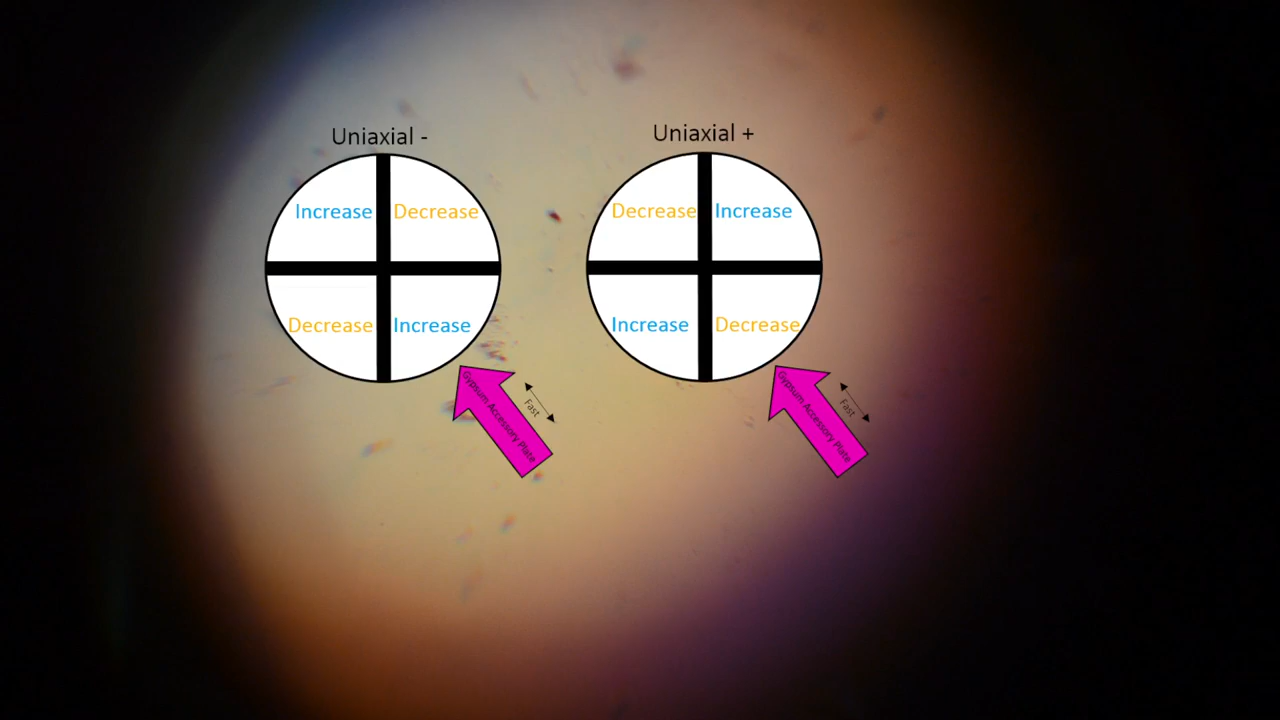 Uniaxial -
Uniaxial +
Increase
Decrease
Decrease
Increase
Decrease
Increase
Increase
Decrease
Gypsum Accessory Plate
Fast
Gypsum Accessory Plate
Fast